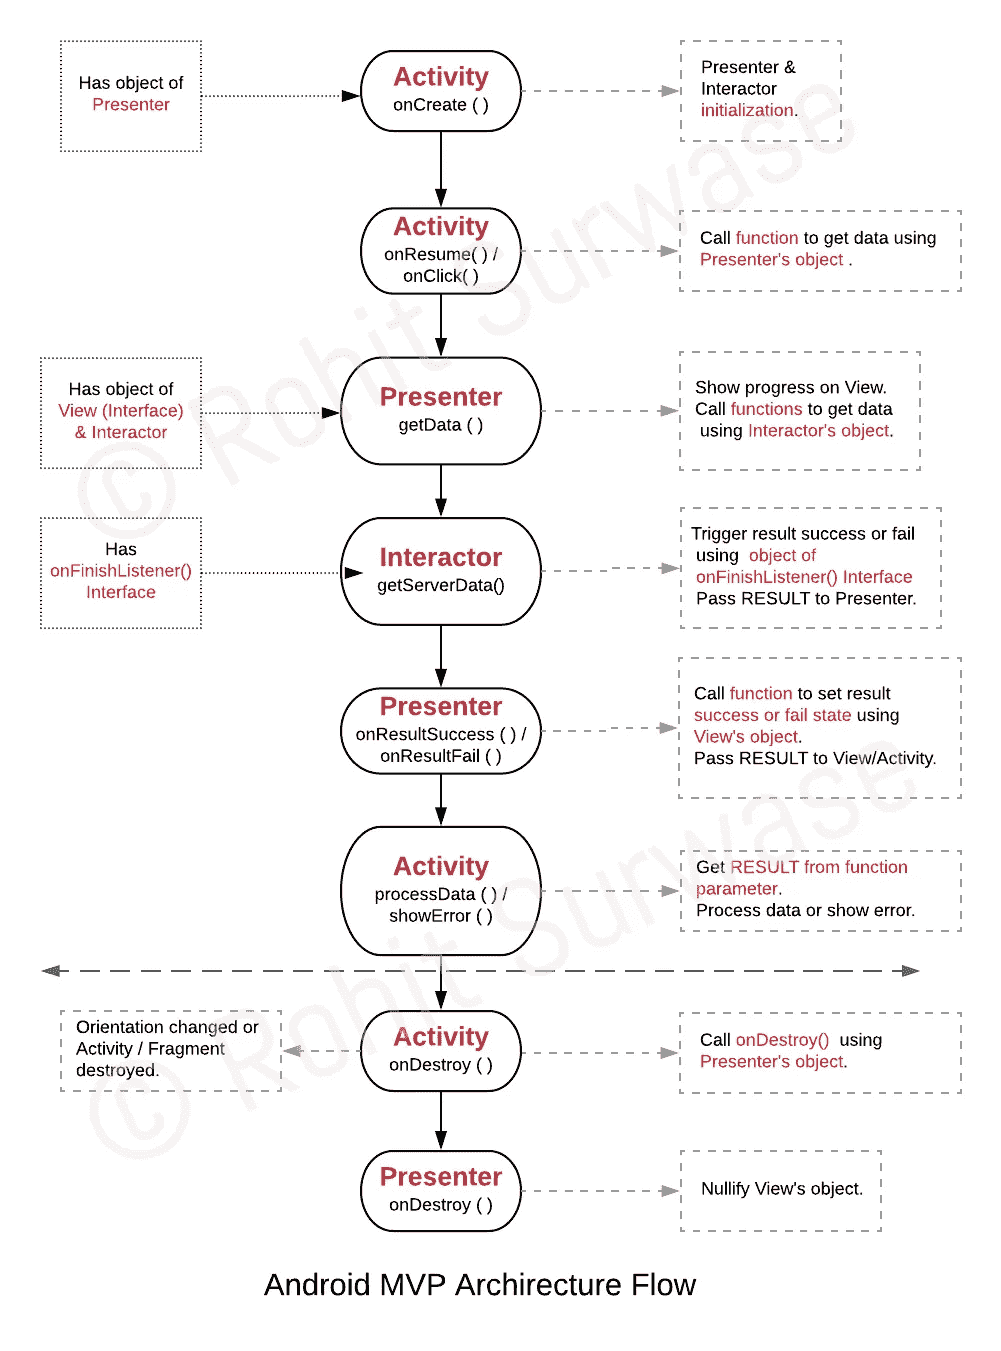 Has object of
Presenter
Activity
onCreate ( )
Presenter &
Interactor
initialization.
Activity
onResume( ) /
onClick( )
Call function to get data using
Presenter's object .
Has object of
View (Interface)
& Interactor
Presenter
getData ( )
Show progress on View.
Call functions to get data
using Interactor's object.
Has
onFinishListener()
Interface
Interactor
getServerData()
Trigger result success or fail
using object of
onFinishListener() Interface
Pass RESULT to Presenter.
Presenter
onResultSuccess ( ) /
onResultFail ( )
Call function to set result
success or fail state using
View's object.
Pass RESULT to View/Activity.
Activity
processData ( ) /
showError ( )
Get RESULT from function
parameter.
Process data or show error.
Orientation changed or
Activity / Fragment
destroyed.
Activity
onDestroy ( )
Call onDestroy() using
Presenter's object.
Presenter
onDestroy ( )
Nullify View's object.
Android MVP Archirecture Flow
© Rohit Surwase
© Rohit Surwase